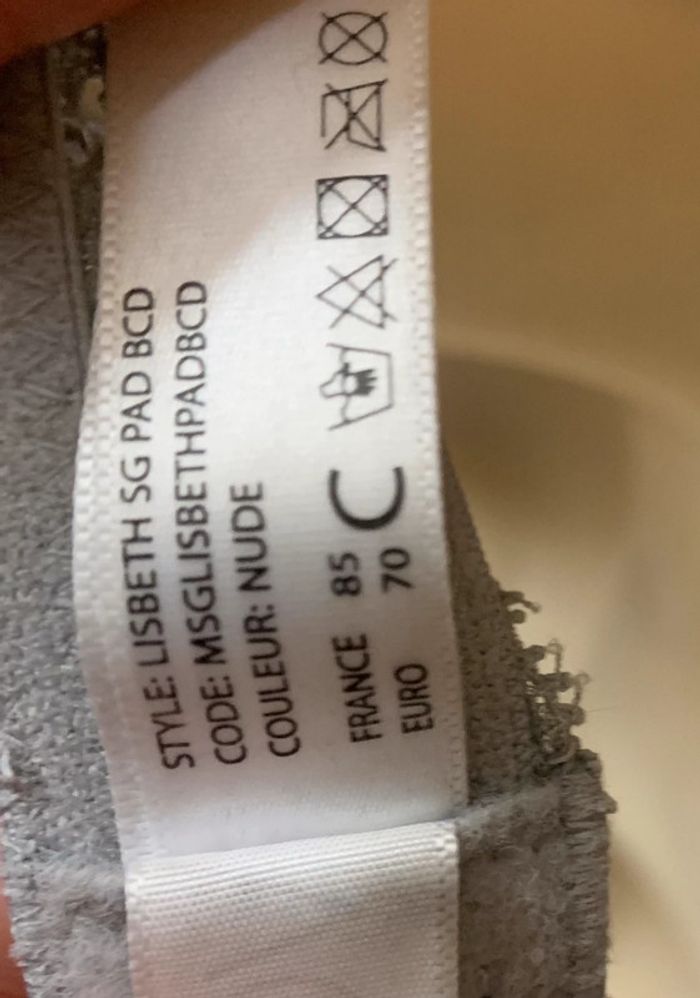 STYLE: LISBETH SG PAD BCD
CODE: MSGLISBETHPADBCD
COULEUR: NUDE
FRANCE 85 C
EURO 70